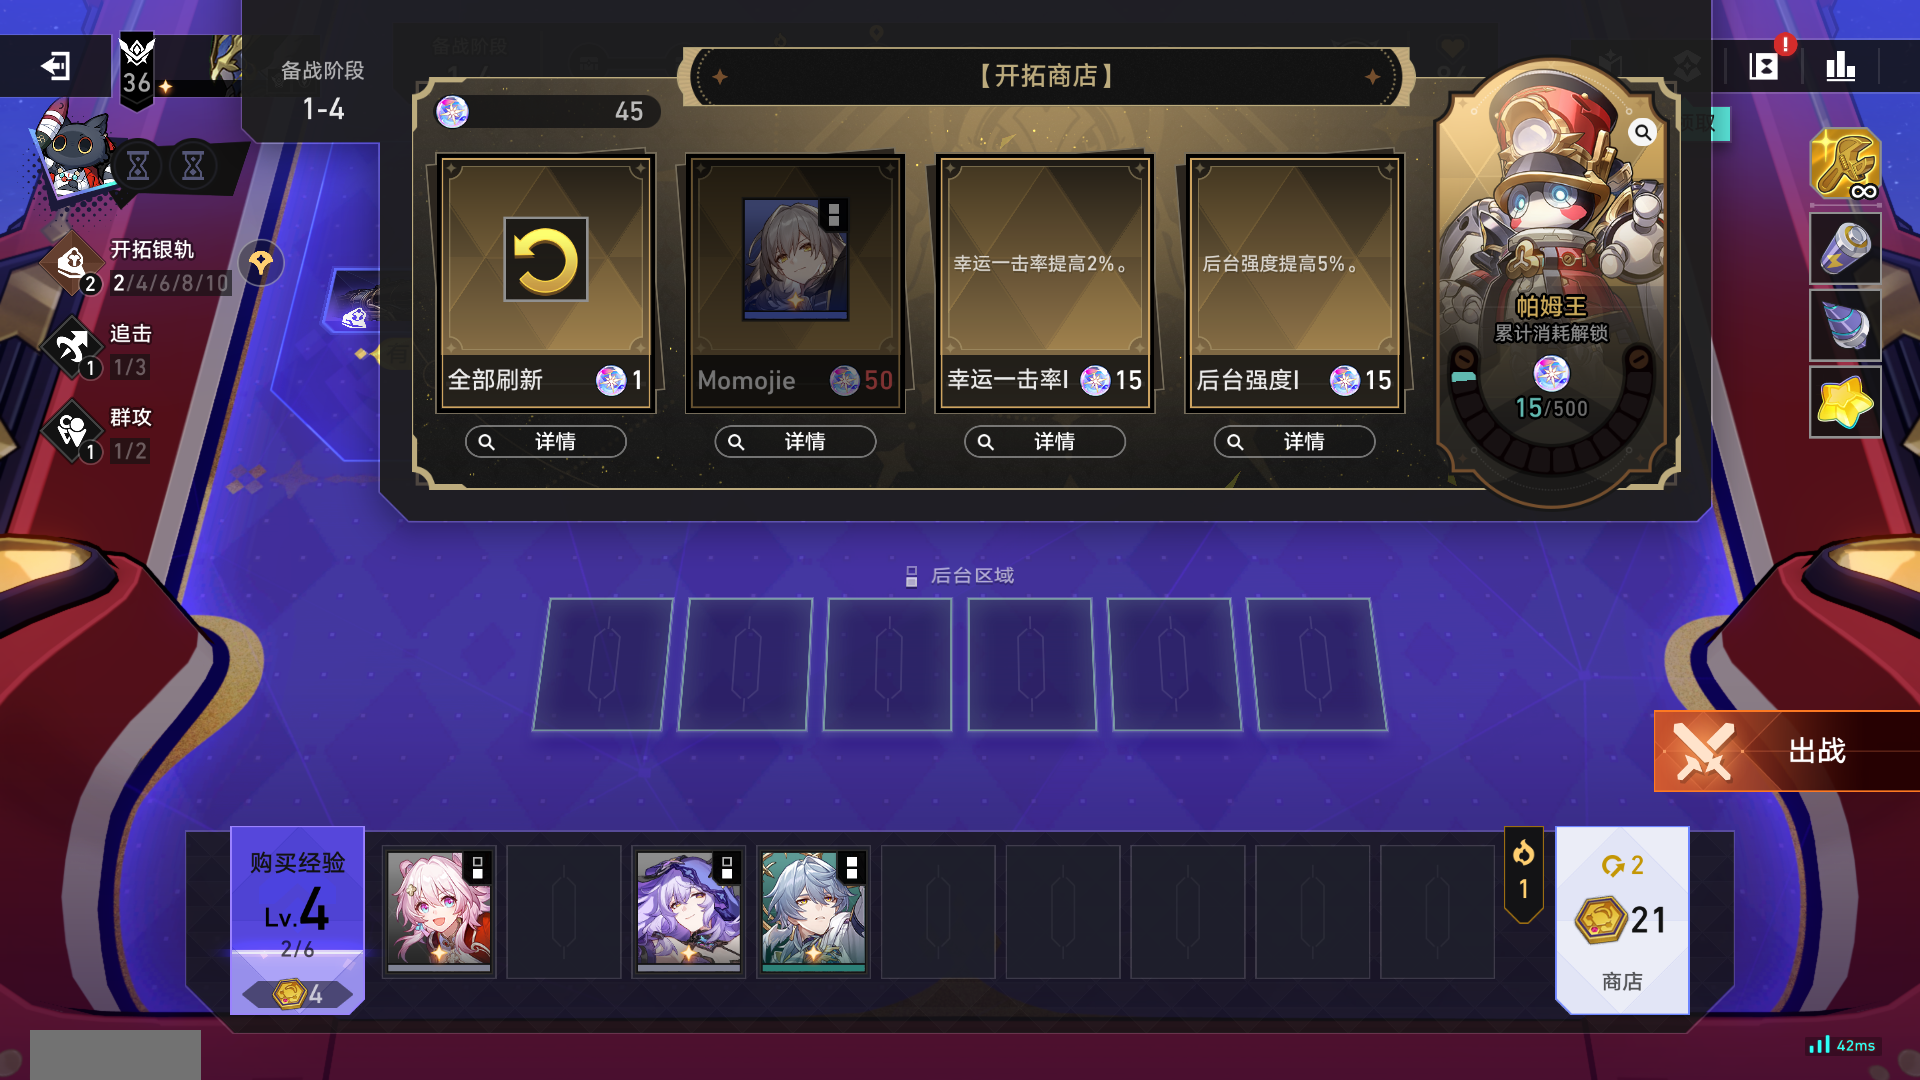 36
备战阶段
1-4
【开拓商店】
45
幸运一击率提高2%。
后台强度提高5%。
全部刷新
1
Momojie
50
幸运一击率I
15
后台强度I
15
详情
详情
详情
详情
帕姆王
累计消耗解锁
15/500
开拓银轨
2
2/4/6/8/10
追击
1
1/3
群攻
1
1/2
后台区域
出战
购买经验
Lv.4
2/6
4
1
2
21
商店
42ms